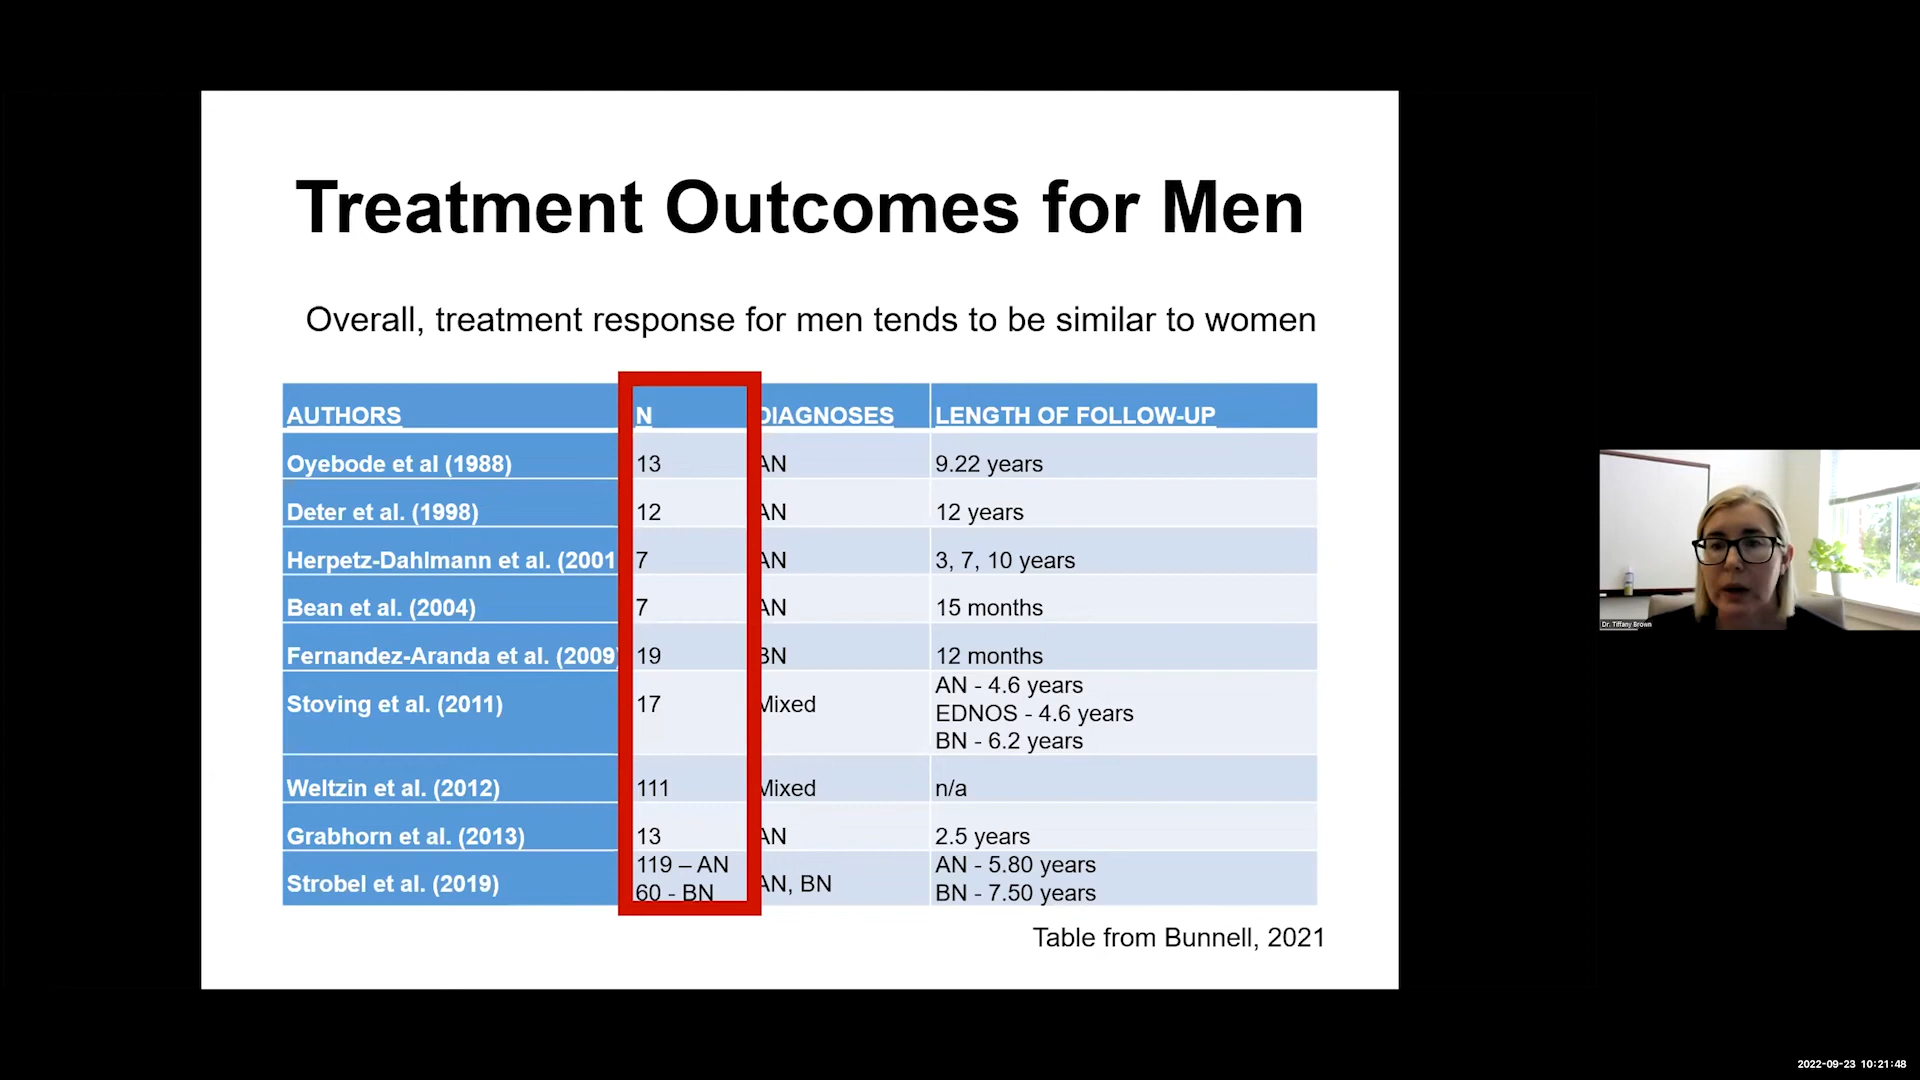 Treatment Outcomes for Men
Overall, treatment response for men tends to be similar to women
AUTHORS N DIAGNOSES LENGTH OF FOLLOW-UP
Oyebode et al (1988) 13 AN 9.22 years
Deter et al. (1998) 12 AN 12 years
Herpetz-Dahlmann et al. (2001 7 AN 3, 7, 10 years
Bean et al. (2004) 7 AN 15 months
Fernandez-Aranda et al. (2009) 19 BN 12 months
Stoving et al. (2011) 17 Mixed AN - 4.6 years
EDNOS - 4.6 years
BN - 6.2 years
Weltzin et al. (2012) 111 Mixed n/a
Grabhorn et al. (2013) 13 AN 2.5 years
Strobel et al. (2019) 119 – AN
60 - BN AN, BN AN - 5.80 years
BN - 7.50 years
Table from Bunnell, 2021
Dr. Tiffany Brown
2022-09-23 10:21:48